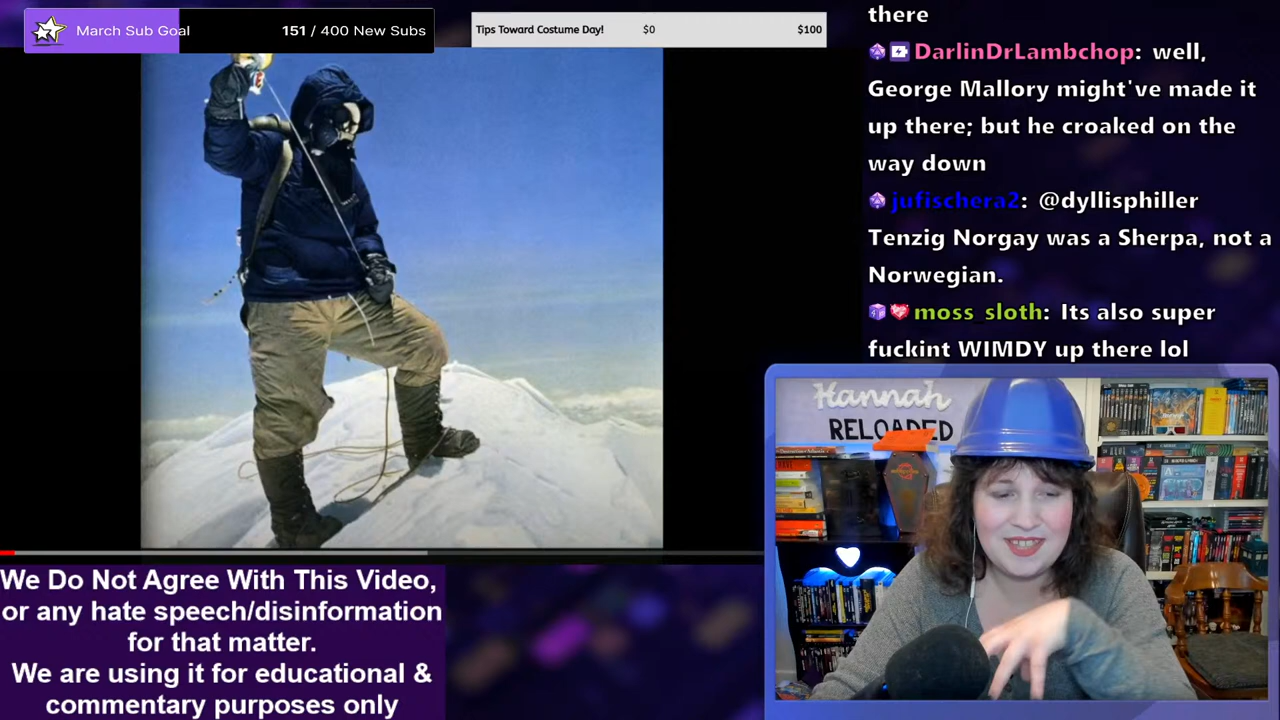 March Sub Goal
151 / 400 New Subs
Tips Toward Costume Day!
$0
$100
there
DarlinDrLambchop: well,
George Mallory might've made it
up there; but he croaked on the
way down
jufischera2: @dyllisphiller
Tenzig Norgay was a Sherpa, not a
Norwegian.
moss_sloth: Its also super
fuckint WIMDY up there lol
Hannah
RELOADED
We Do Not Agree With This Video,
or any hate speech/disinformation
for that matter.
We are using it for educational &
commentary purposes only